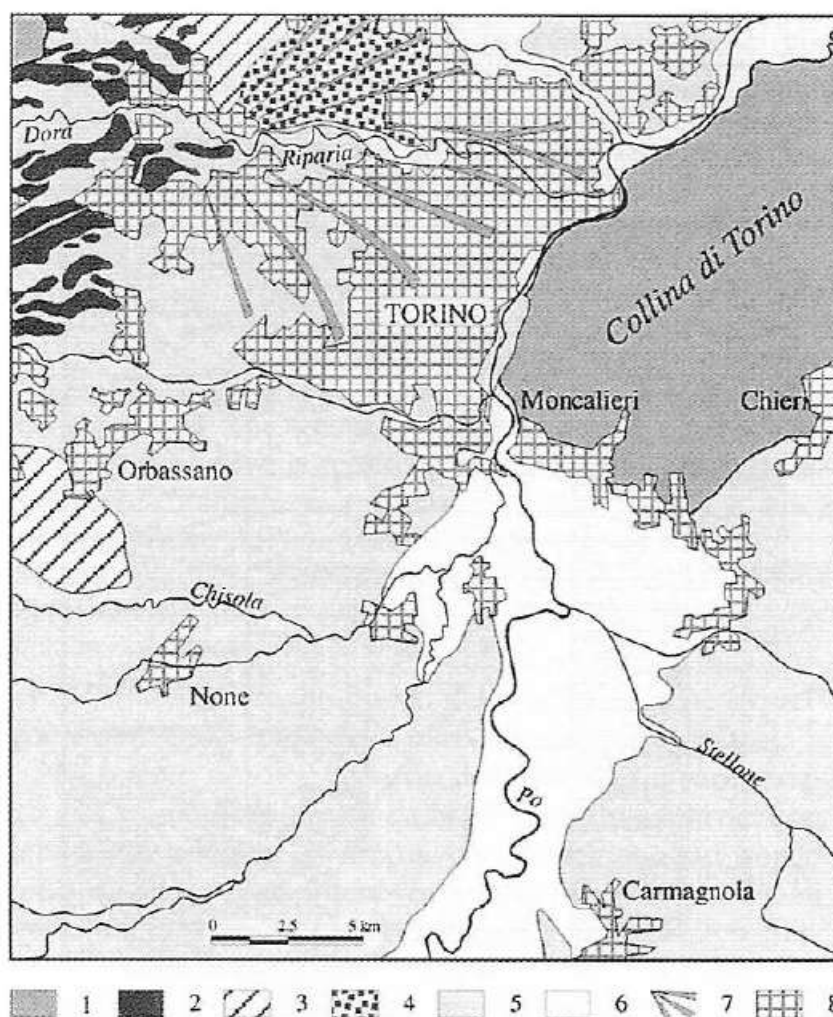 Dora
Riparia
Collina di Torino
TORINO
Moncalieri
Chieri
Orbassano
Chisola
None
Stellone
Po
Carmagnola
0 2.5 5 km
1 2 3 4 5 6 7 8